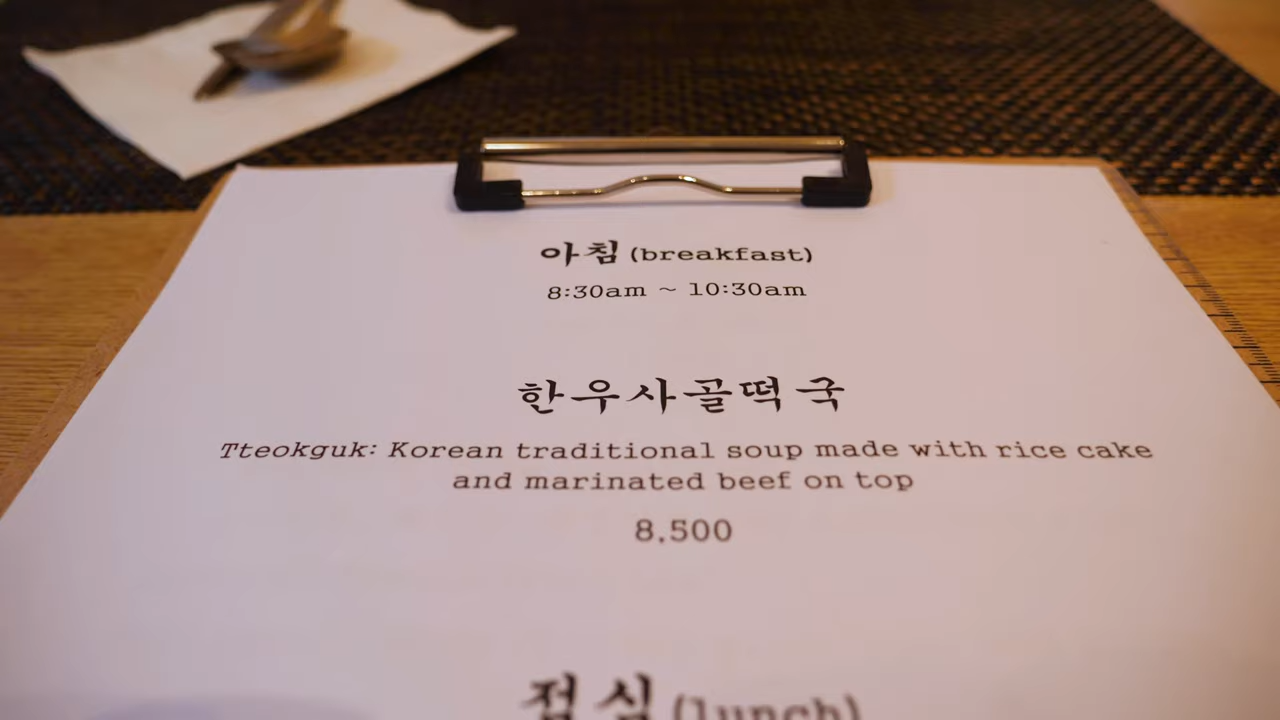 아침 (breakfast)
8:30am ~ 10:30am
한우사골떡국
Tteokguk: Korean traditional soup made with rice cake
and marinated beef on top
8,500
점심 (lunch)